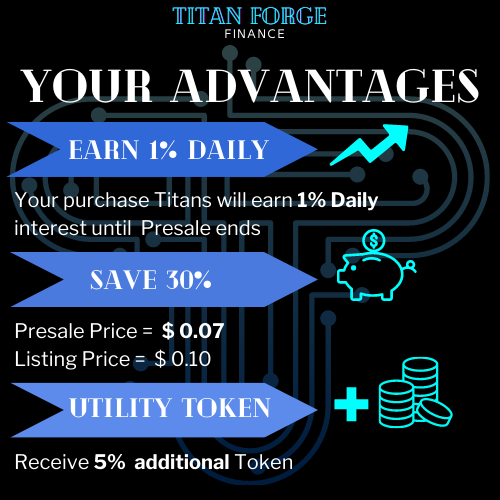 TITAN FORGE
FINANCE
YOUR ADVANTAGES
EARN 1% DAILY
Your purchase Titans will earn 1% Daily
interest until Presale ends
$
SAVE 30%
Presale Price = $ 0.07
Listing Price = $ 0.10
UTILITY TOKEN
Receive 5% additional Token